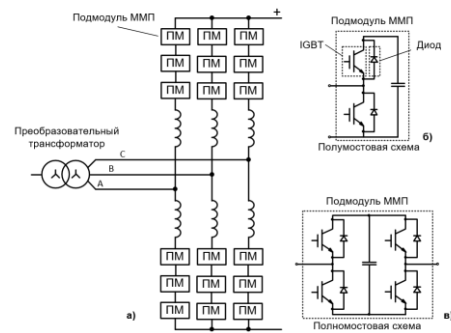 Подмодуль ММП
+
ПМ ПМ ПМ
ПМ ПМ ПМ
ПМ ПМ ПМ
Преобразовательный
трансформатор
C
B
A
ПМ ПМ ПМ
ПМ ПМ ПМ
ПМ ПМ ПМ
а)
Подмодуль ММП
IGBT
Диод
Полумостовая схема
б)
Подмодуль ММП
Полномостовая схема
в)